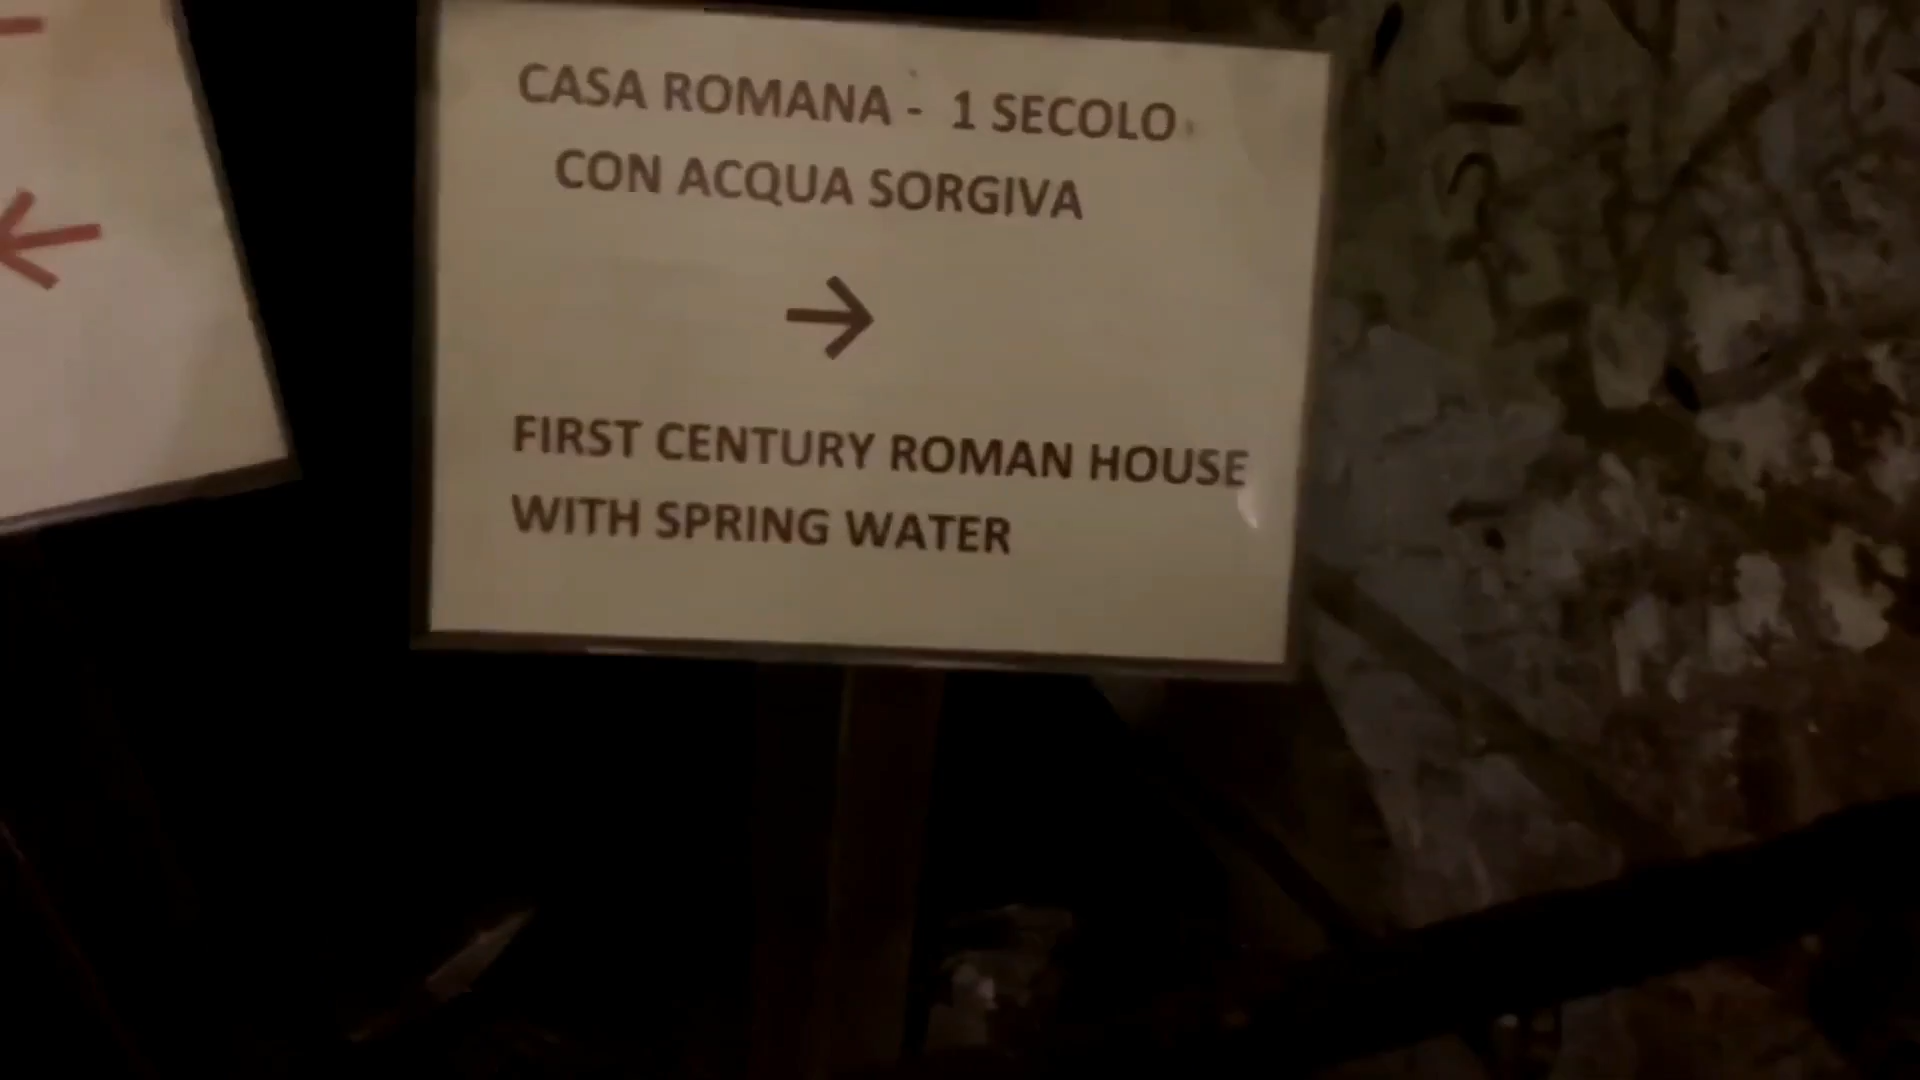 CASA ROMANA - 1 SECOLO
CON ACQUA SORGIVA
→
FIRST CENTURY ROMAN HOUSE
WITH SPRING WATER